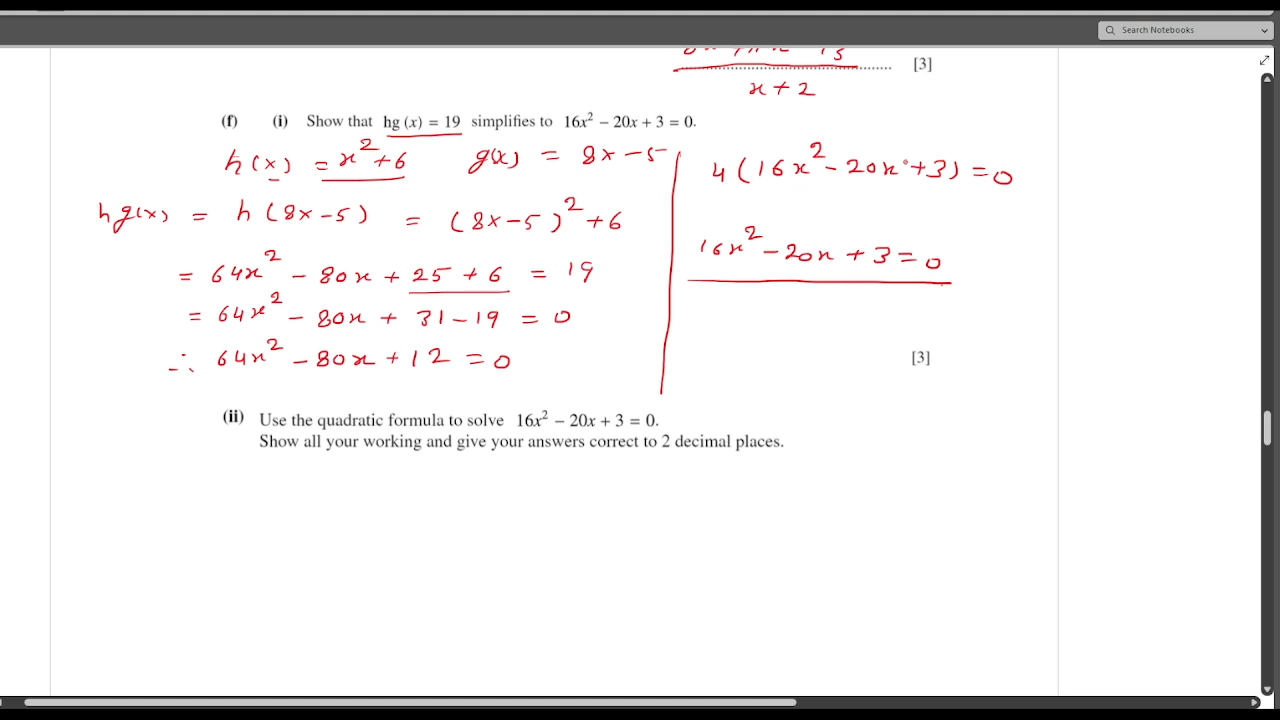 Search Notebooks
[3]
x + 2
(f) (i) Show that hg (x) = 19 simplifies to 16x² − 20x + 3 = 0.
h(x) = x² + 6 g(x) = 8x − 5
hg(x) = h(8x − 5) = (8x − 5)² + 6
= 64x² − 80x + 25 + 6 = 19
= 64x² − 80x + 31 − 19 = 0
∴ 64x² − 80x + 12 = 0
4(16x² − 20x + 3) = 0
16x² − 20x + 3 = 0
[3]
(ii) Use the quadratic formula to solve 16x² − 20x + 3 = 0.
Show all your working and give your answers correct to 2 decimal places.